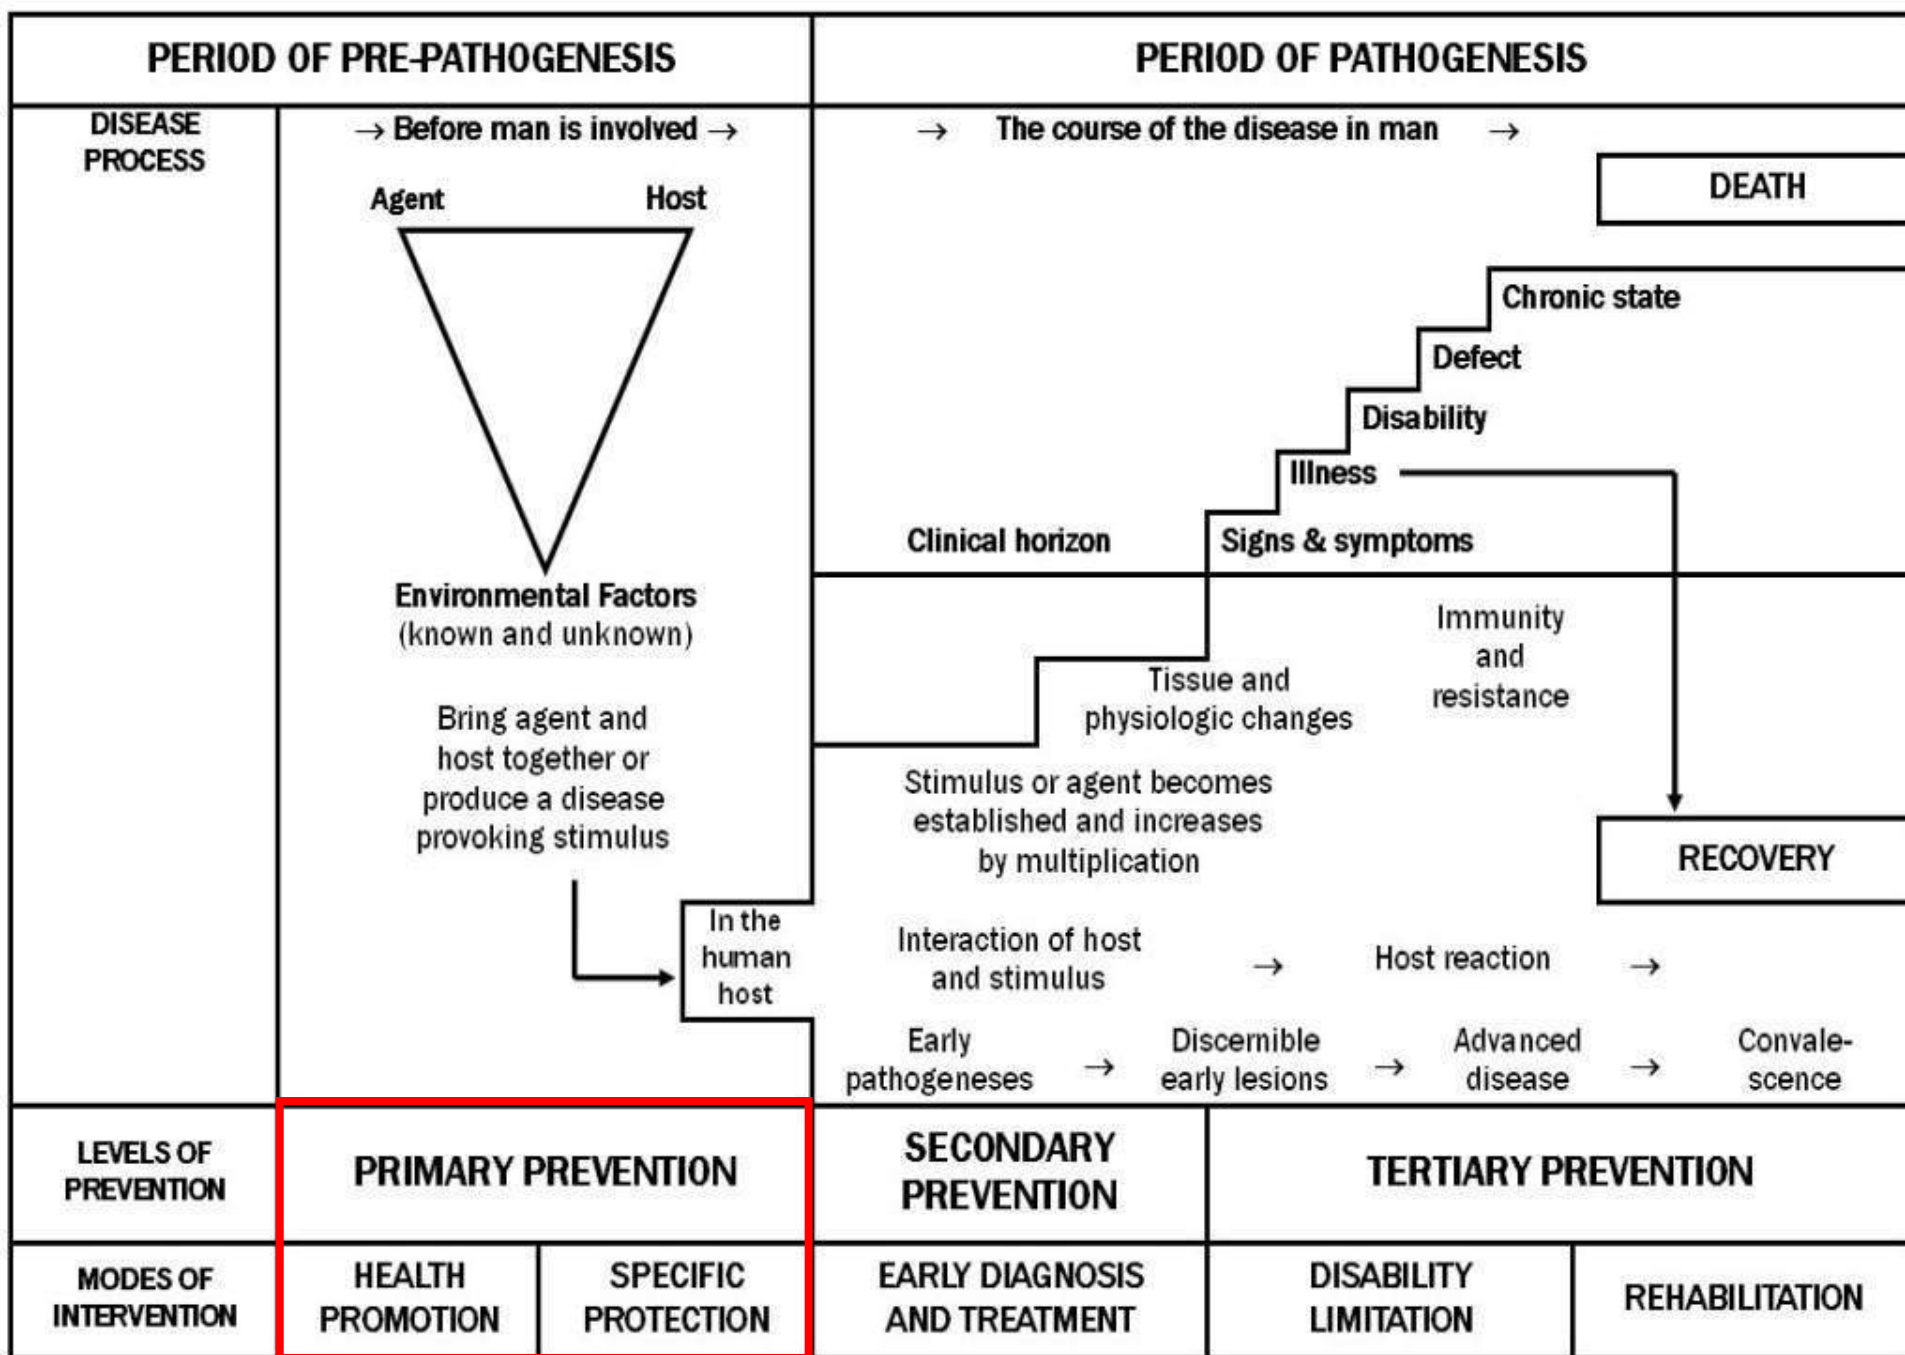 PERIOD OF PRE-PATHOGENESIS
PERIOD OF PATHOGENESIS
DISEASE
PROCESS
→ Before man is involved →
→ The course of the disease in man →
DEATH
Agent
Host
Chronic state
Defect
Disability
Illness
Clinical horizon
Signs & symptoms
Environmental Factors
(known and unknown)
Immunity
and
resistance
Tissue and
physiologic changes
Bring agent and
host together or
produce a disease
provoking stimulus
Stimulus or agent becomes
established and increases
by multiplication
RECOVERY
In the
human
host
Interaction of host
and stimulus
→
Host reaction
→
Early
pathogeneses
→
Discernible
early lesions
→
Advanced
disease
→
Convale-
scence
LEVELS OF
PREVENTION
PRIMARY PREVENTION
SECONDARY
PREVENTION
TERTIARY PREVENTION
MODES OF
INTERVENTION
HEALTH
PROMOTION
SPECIFIC
PROTECTION
EARLY DIAGNOSIS
AND TREATMENT
DISABILITY
LIMITATION
REHABILITATION